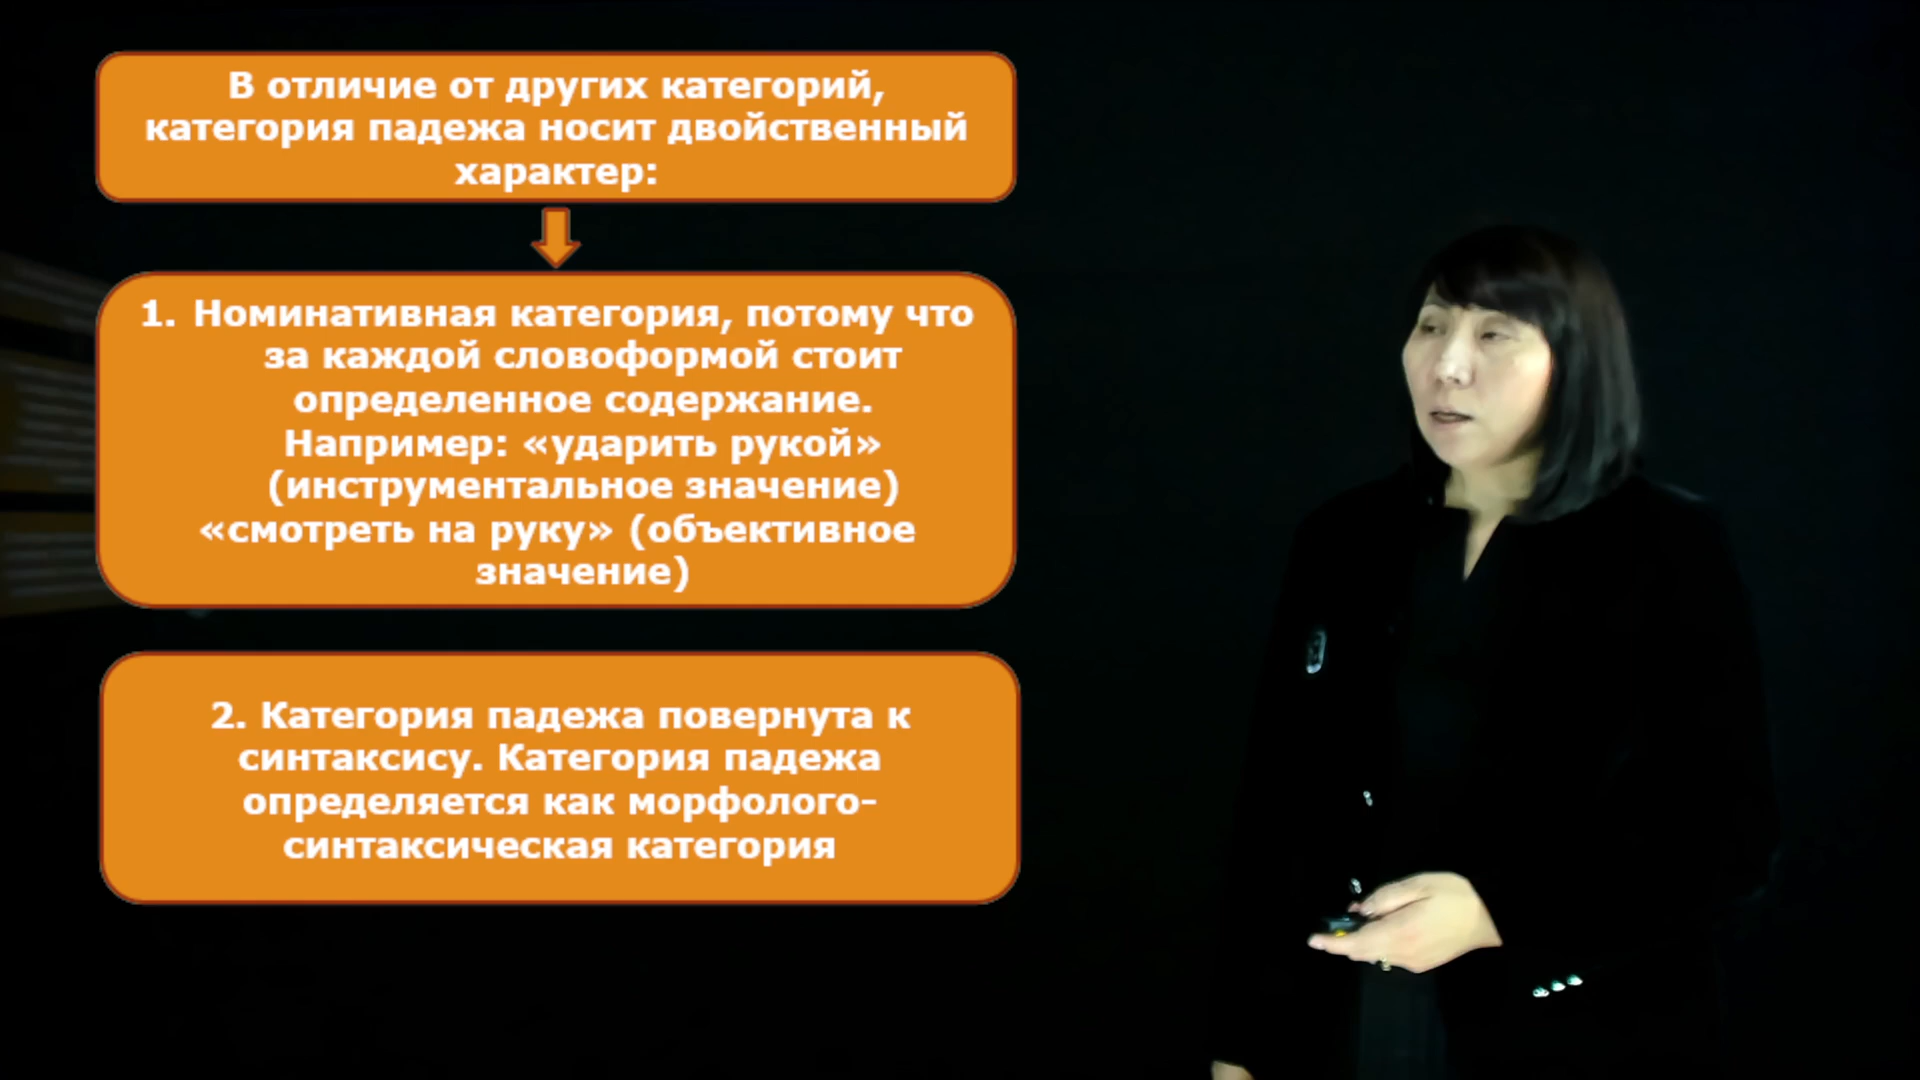 В отличие от других категорий,
категория падежа носит двойственный
характер:
1. Номинативная категория, потому что
за каждой словоформой стоит
определенное содержание.
Например: «ударить рукой»
(инструментальное значение)
«смотреть на руку» (объективное
значение)
2. Категория падежа повернута к
синтаксису. Категория падежа
определяется как морфолого-
синтаксическая категория